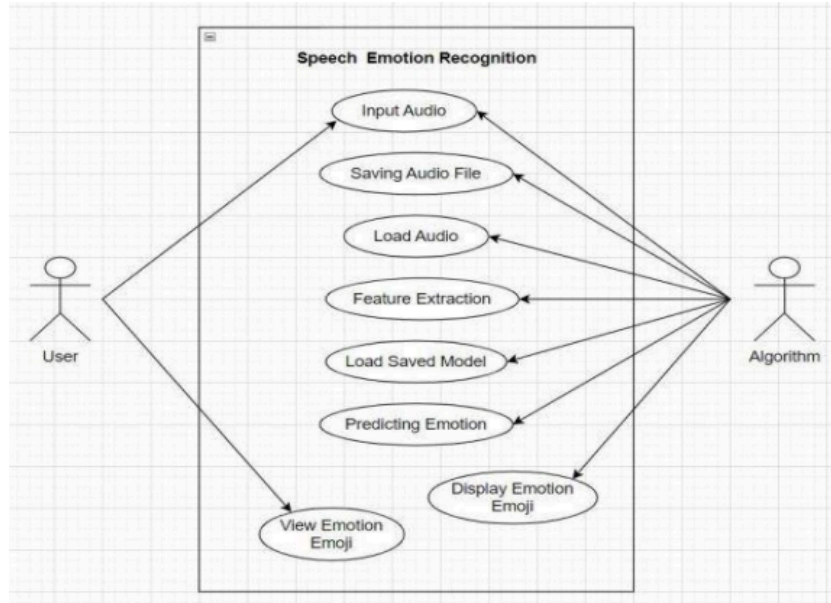 Speech Emotion Recognition
Input Audio
Saving Audio File
Load Audio
Feature Extraction
User
Algorithm
Load Saved Model
Predicting Emotion
Display Emotion
Emoji
View Emotion
Emoji